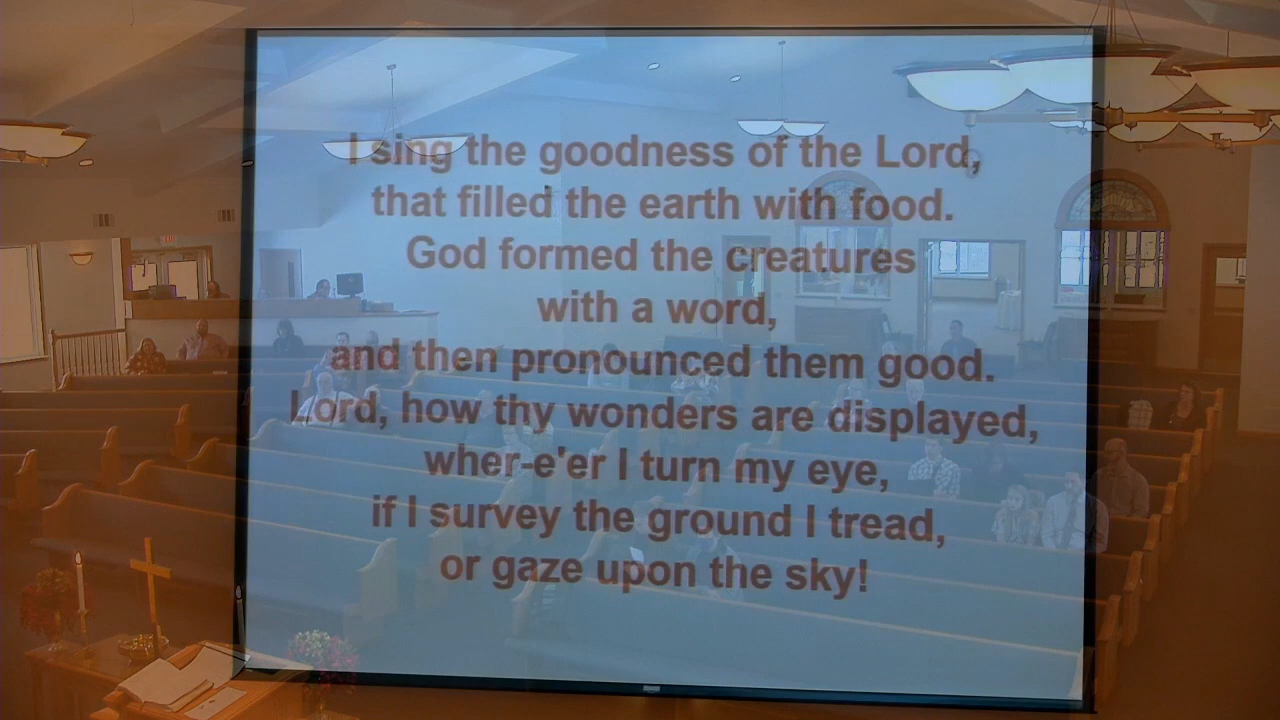 I sing the goodness of the Lord,
that filled the earth with food.
God formed the creatures
with a word,
and then pronounced them good.
Lord, how thy wonders are displayed,
wher-e'er I turn my eye,
if I survey the ground I tread,
or gaze upon the sky!